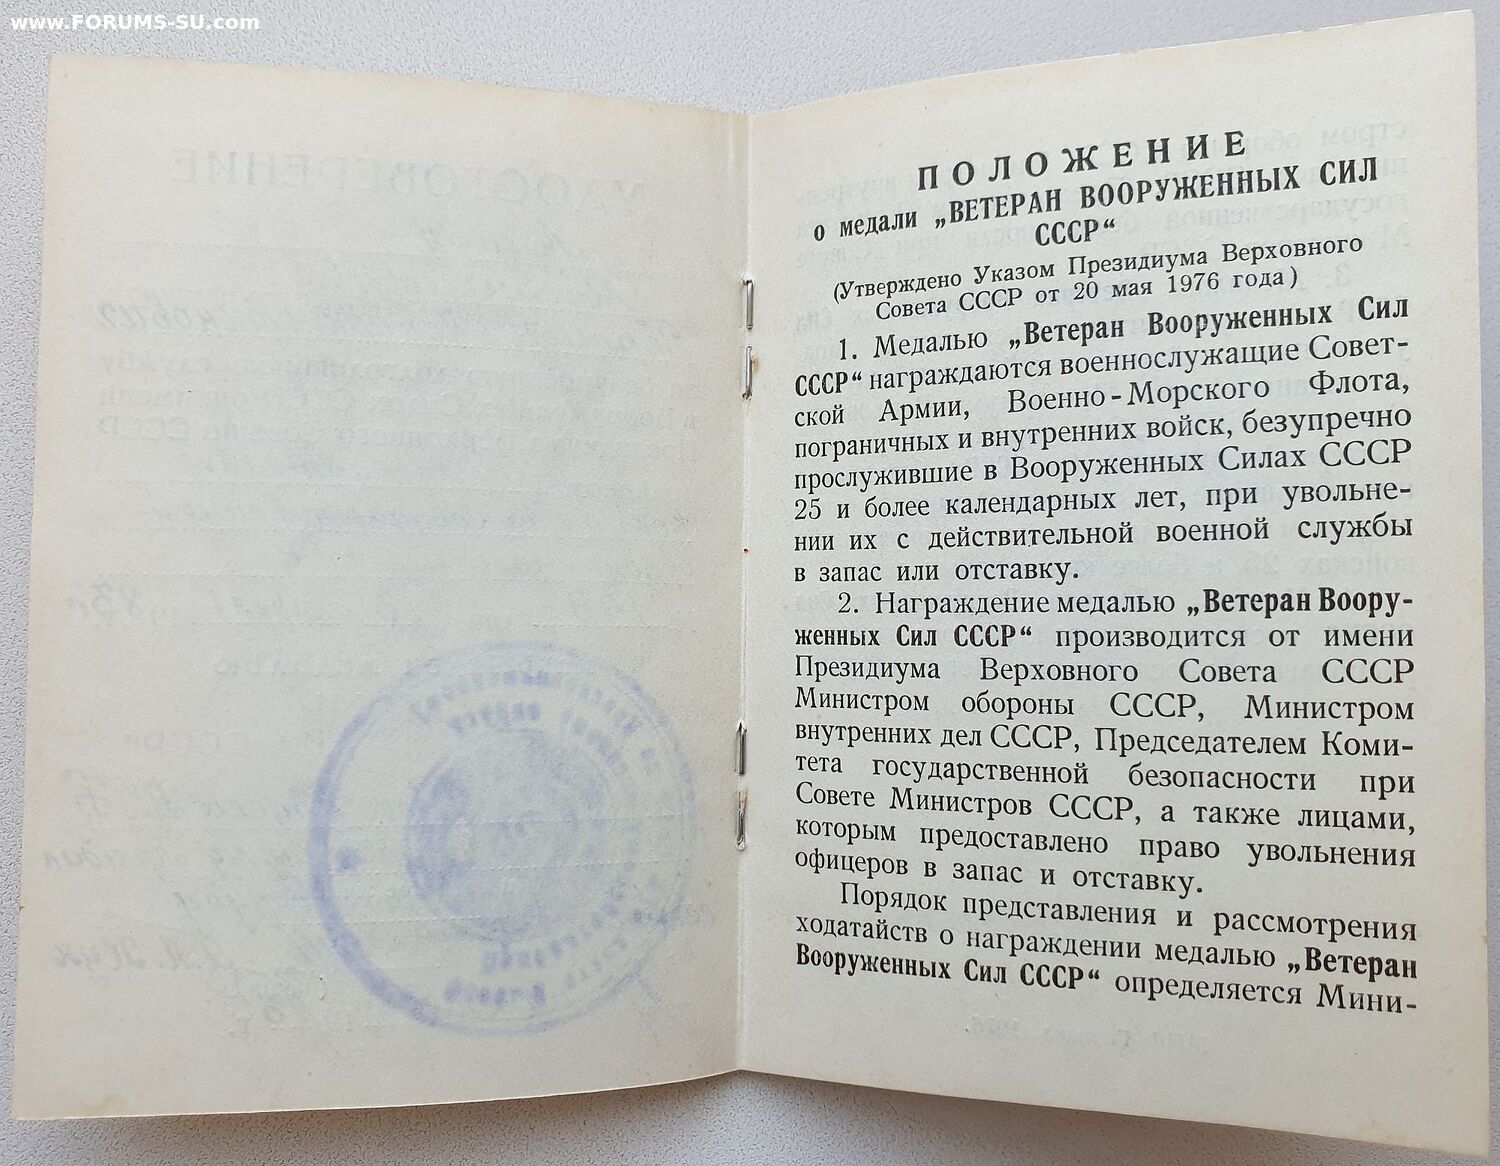 www.FORUMS-SU.com
ПОЛОЖЕНИЕ
о медали „ВЕТЕРАН ВООРУЖЕННЫХ СИЛ
СССР“
(Утверждено Указом Президиума Верховного
Совета СССР от 20 мая 1976 года)
1. Медалью „Ветеран Вооруженных Сил
СССР“ награждаются военнослужащие Совет-
ской Армии, Военно-Морского Флота,
пограничных и внутренних войск, безупречно
прослужившие в Вооруженных Силах СССР
25 и более календарных лет, при увольне-
нии их с действительной военной службы
в запас или отставку.
2. Награждение медалью „Ветеран Воору-
женных Сил СССР“ производится от имени
Президиума Верховного Совета СССР
Министром обороны СССР, Министром
внутренних дел СССР, Председателем Коми-
тета государственной безопасности при
Совете Министров СССР, а также лицами,
которым предоставлено право увольнения
офицеров в запас и отставку.
Порядок представления и рассмотрения
ходатайств о награждении медалью „Ветеран
Вооруженных Сил СССР“ определяется Мини-